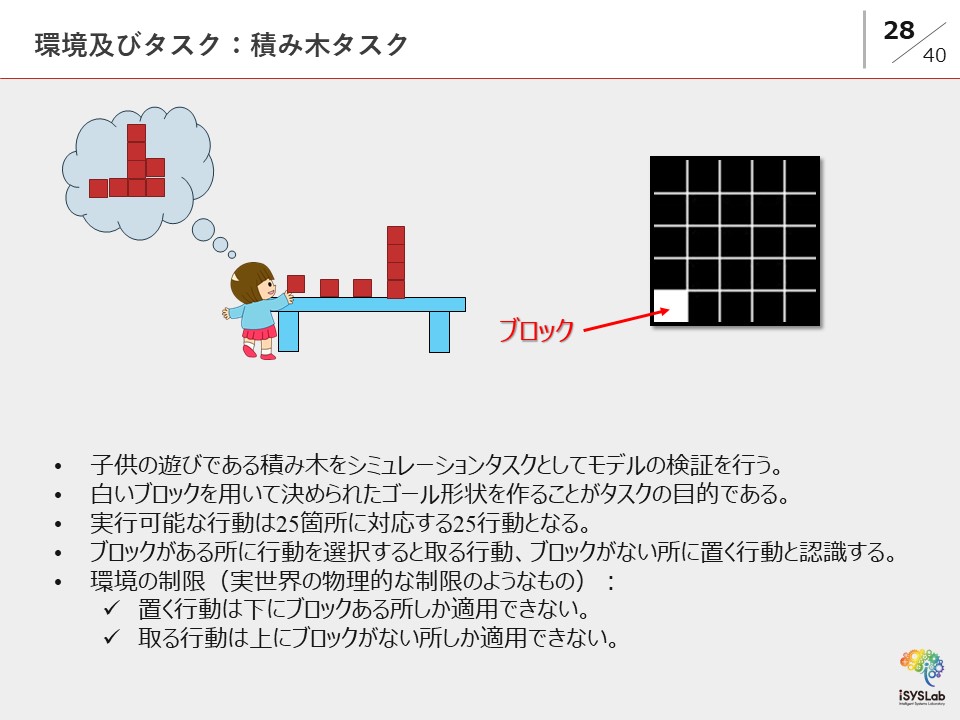 環境及びタスク：積み木タスク
28
40
ブロック
• 子供の遊びである積み木をシミュレーションタスクとしてモデルの検証を行う。
• 白いブロックを用いて決められたゴール形状を作ることがタスクの目的である。
• 実行可能な行動は25箇所に対応する25行動となる。
• ブロックがある所に行動を選択すると取る行動、ブロックがない所に置く行動と認識する。
• 環境の制限（実世界の物理的な制限のようなもの）：
✓ 置く行動は下にブロックある所しか適用できない。
✓ 取る行動は上にブロックがない所しか適用できない。
iSYSLab
Intelligent Systems Laboratory